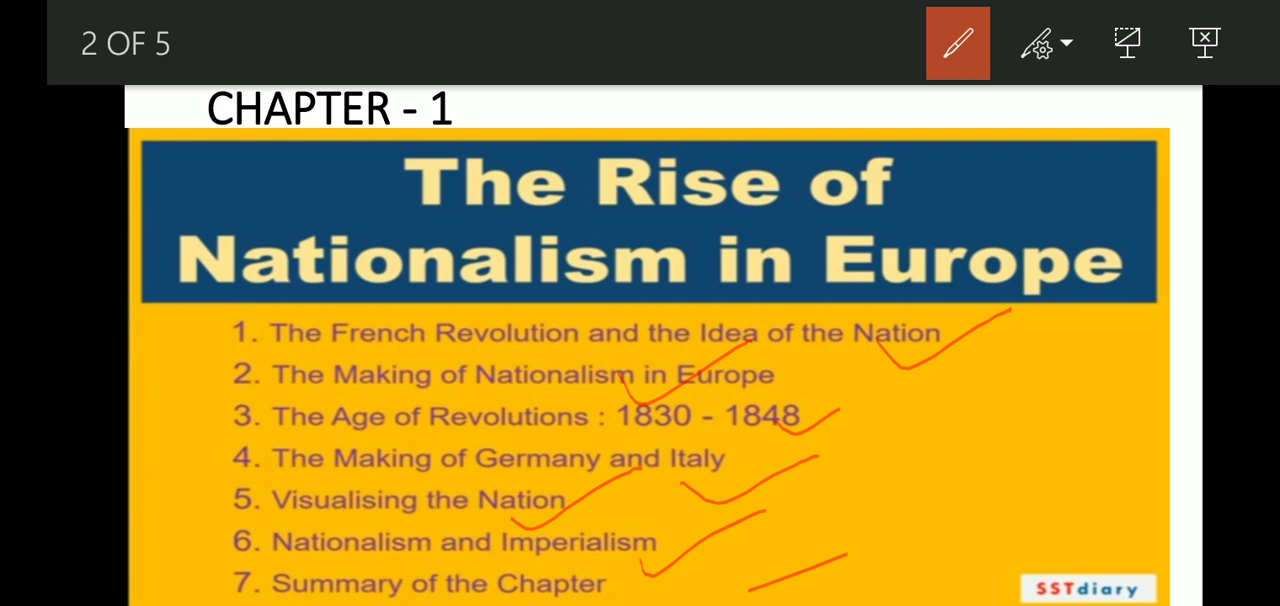 2 OF 5
CHAPTER - 1
The Rise of
Nationalism in Europe
1. The French Revolution and the Idea of the Nation
2. The Making of Nationalism in Europe
3. The Age of Revolutions : 1830 - 1848
4. The Making of Germany and Italy
5. Visualising the Nation
6. Nationalism and Imperialism
7. Summary of the Chapter
SSTdiary